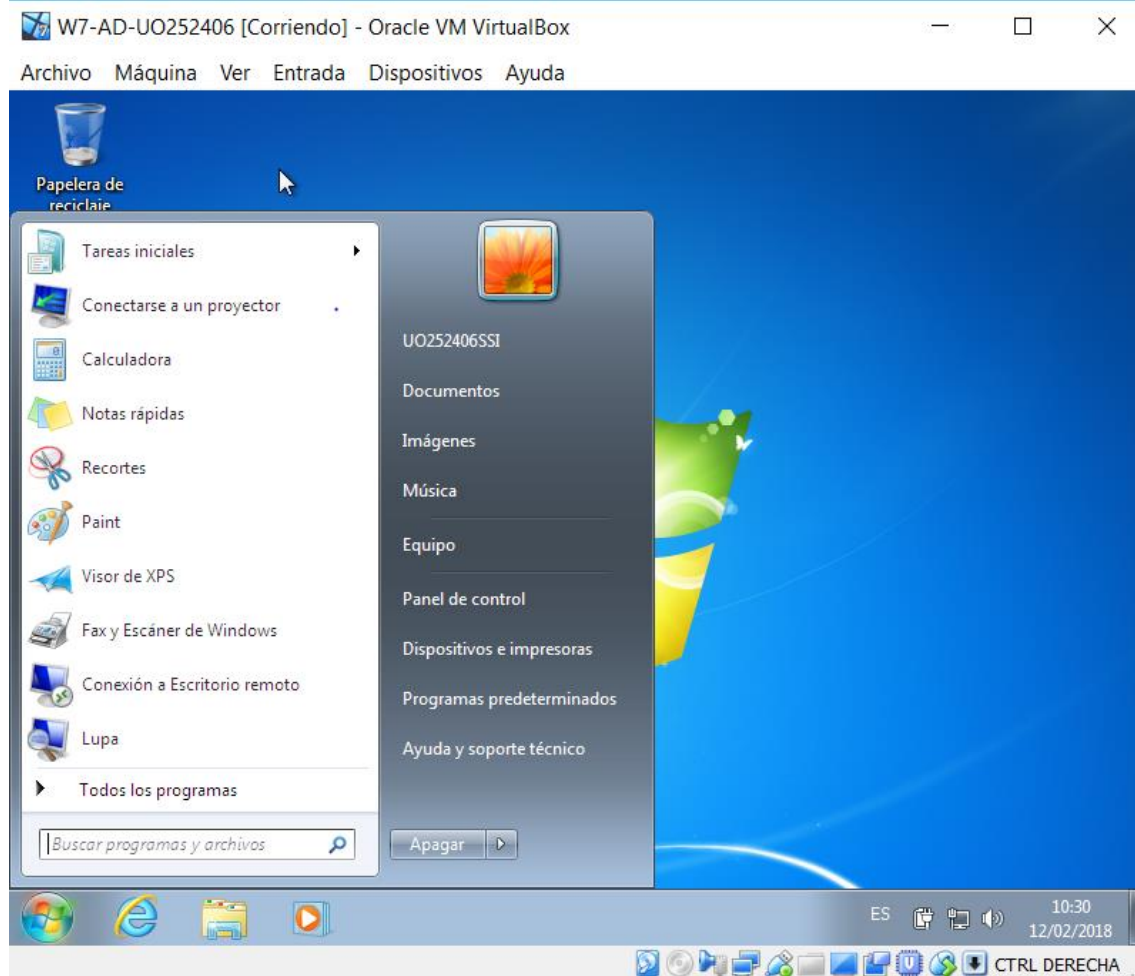 W7-AD-UO252406 [Corriendo] - Oracle VM VirtualBox
Archivo Máquina Ver Entrada Dispositivos Ayuda
Papelera de
reciclaje
Tareas iniciales
Conectarse a un proyector
Calculadora
Notas rápidas
Recortes
Paint
Visor de XPS
Fax y Escáner de Windows
Conexión a Escritorio remoto
Lupa
Todos los programas
Buscar programas y archivos
UO252406SSI
Documentos
Imágenes
Música
Equipo
Panel de control
Dispositivos e impresoras
Programas predeterminados
Ayuda y soporte técnico
Apagar
ES
10:30
12/02/2018
CTRL DERECHA